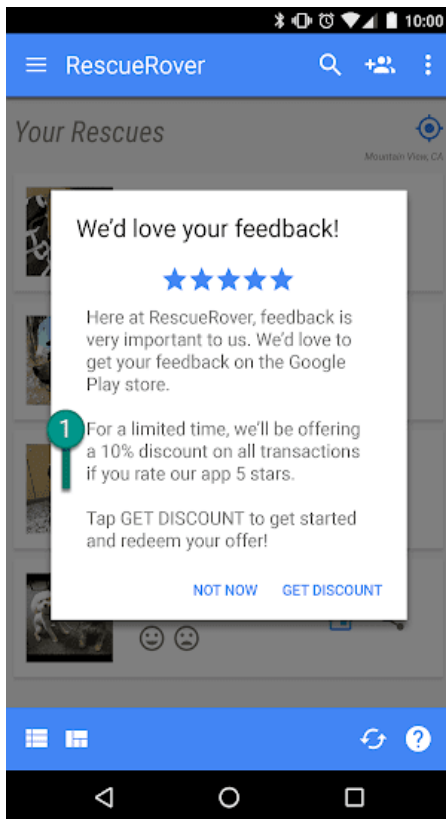 10:00
RescueRover
Your Rescues
Mountain View, CA
We'd love your feedback!
Here at RescueRover, feedback is
very important to us. We'd love to
get your feedback on the Google
Play store.
1
For a limited time, we'll be offering
a 10% discount on all transactions
if you rate our app 5 stars.
Tap GET DISCOUNT to get started
and redeem your offer!
NOT NOW GET DISCOUNT